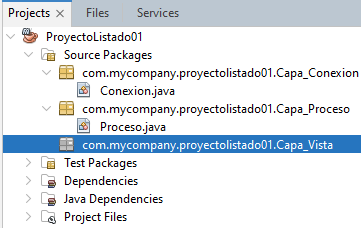 Projects × Files Services
ProyectoListado01
Source Packages
com.mycompany.proyectolistado01.Capa_Conexion
Conexion.java
com.mycompany.proyectolistado01.Capa_Proceso
Proceso.java
com.mycompany.proyectolistado01.Capa_Vista
Test Packages
Dependencies
Java Dependencies
Project Files